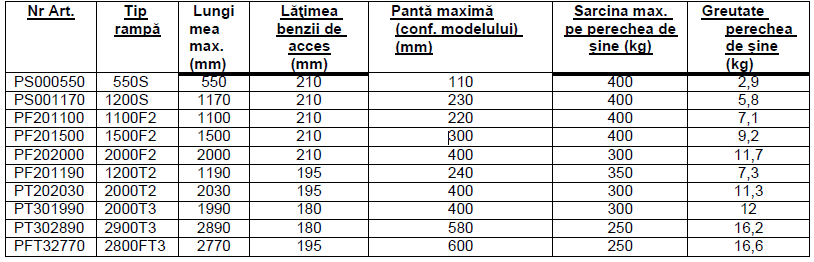 Nr Art. Tip rampă Lungi mea max. (mm) Lăţimea benzii de acces (mm) Pantă maximă (conf. modelului) (mm) Sarcina max. pe perechea de şine (kg) Greutate perechea de şine (kg)
PS000550 550S 550 210 110 400 2,9
PS001170 1200S 1170 210 230 400 5,8
PF201100 1100F2 1100 210 220 400 7,1
PF201500 1500F2 1500 210 300 400 9,2
PF202000 2000F2 2000 210 400 300 11,7
PF201190 1200T2 1190 195 240 350 7,3
PT202030 2000T2 2030 195 400 300 11,3
PT301990 2000T3 1990 180 400 300 12
PT302890 2900T3 2890 180 580 250 16,2
PFT32770 2800FT3 2770 195 600 250 16,6